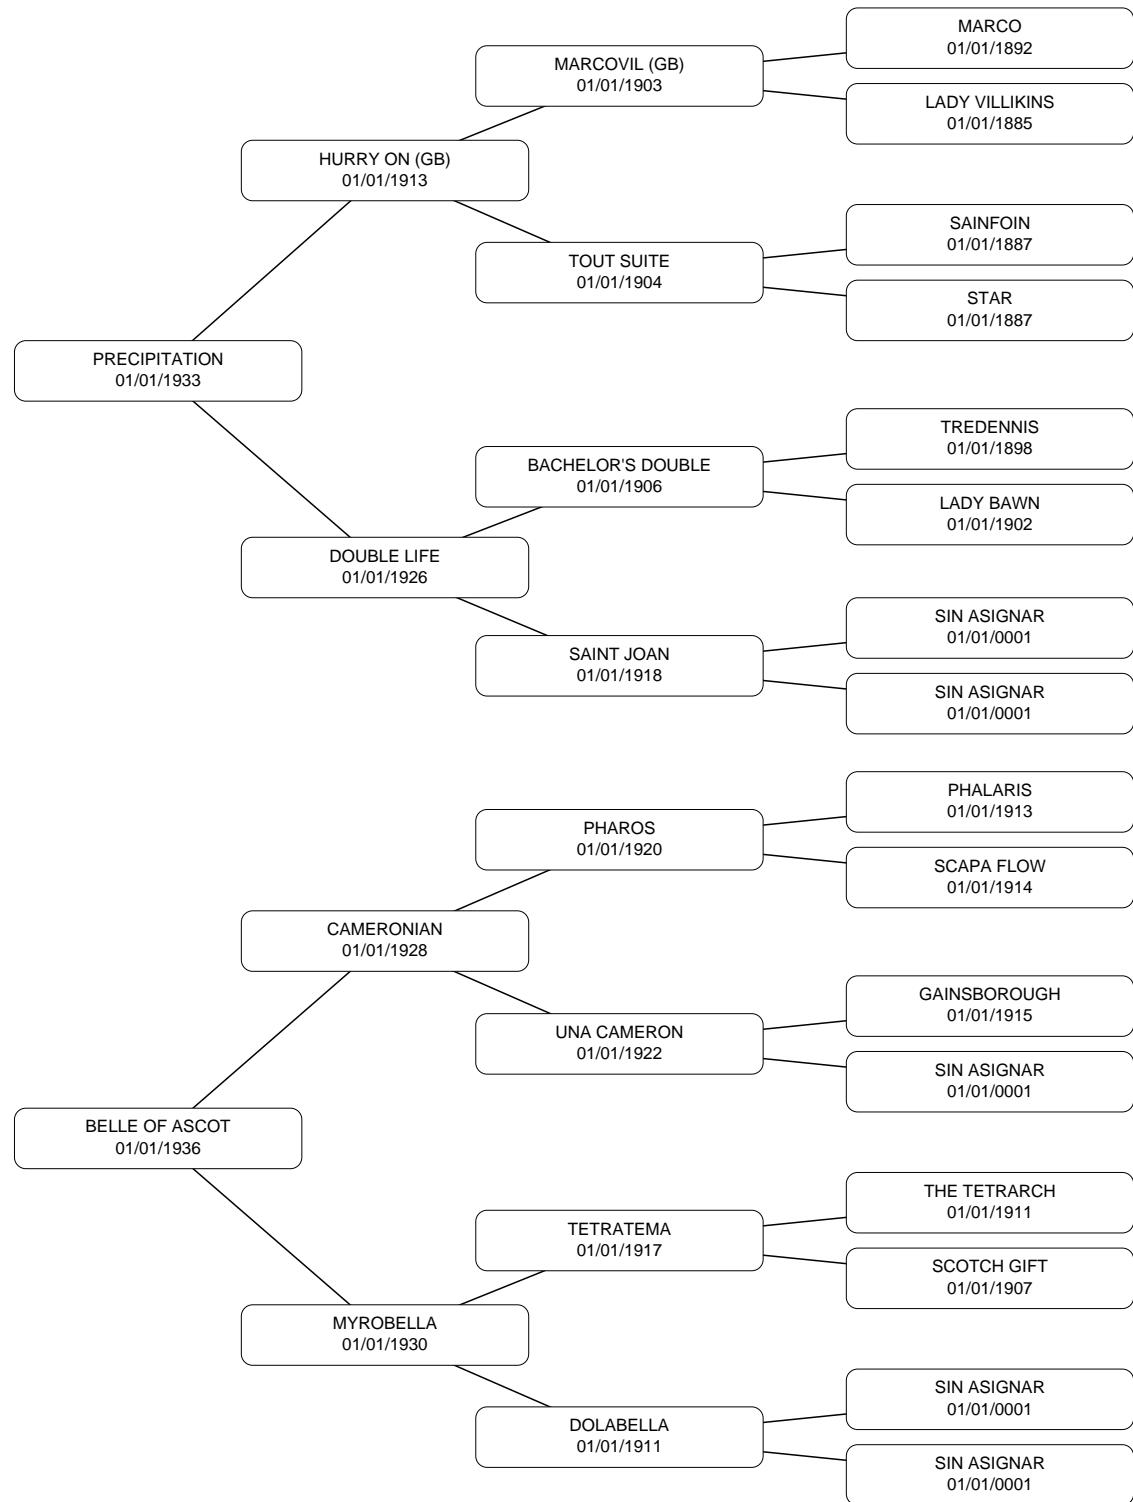 MARCO
01/01/1892
MARCOVIL (GB)
01/01/1903
LADY VILLIKINS
01/01/1885
HURRY ON (GB)
01/01/1913
SAINFOIN
01/01/1887
TOUT SUITE
01/01/1904
STAR
01/01/1887
PRECIPITATION
01/01/1933
TREDENNIS
01/01/1898
BACHELOR'S DOUBLE
01/01/1906
LADY BAWN
01/01/1902
DOUBLE LIFE
01/01/1926
SIN ASIGNAR
01/01/0001
SAINT JOAN
01/01/1918
SIN ASIGNAR
01/01/0001
PHALARIS
01/01/1913
PHAROS
01/01/1920
SCAPA FLOW
01/01/1914
CAMERONIAN
01/01/1928
GAINSBOROUGH
01/01/1915
UNA CAMERON
01/01/1922
SIN ASIGNAR
01/01/0001
BELLE OF ASCOT
01/01/1936
THE TETRARCH
01/01/1911
TETRATEMA
01/01/1917
SCOTCH GIFT
01/01/1907
MYROBELLA
01/01/1930
SIN ASIGNAR
01/01/0001
DOLABELLA
01/01/1911
SIN ASIGNAR
01/01/0001